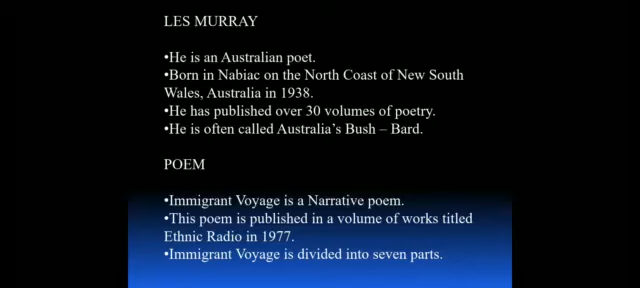 LES MURRAY
•He is an Australian poet.
•Born in Nabiac on the North Coast of New South
Wales, Australia in 1938.
•He has published over 30 volumes of poetry.
•He is often called Australia’s Bush – Bard.
POEM
•Immigrant Voyage is a Narrative poem.
•This poem is published in a volume of works titled
Ethnic Radio in 1977.
•Immigrant Voyage is divided into seven parts.